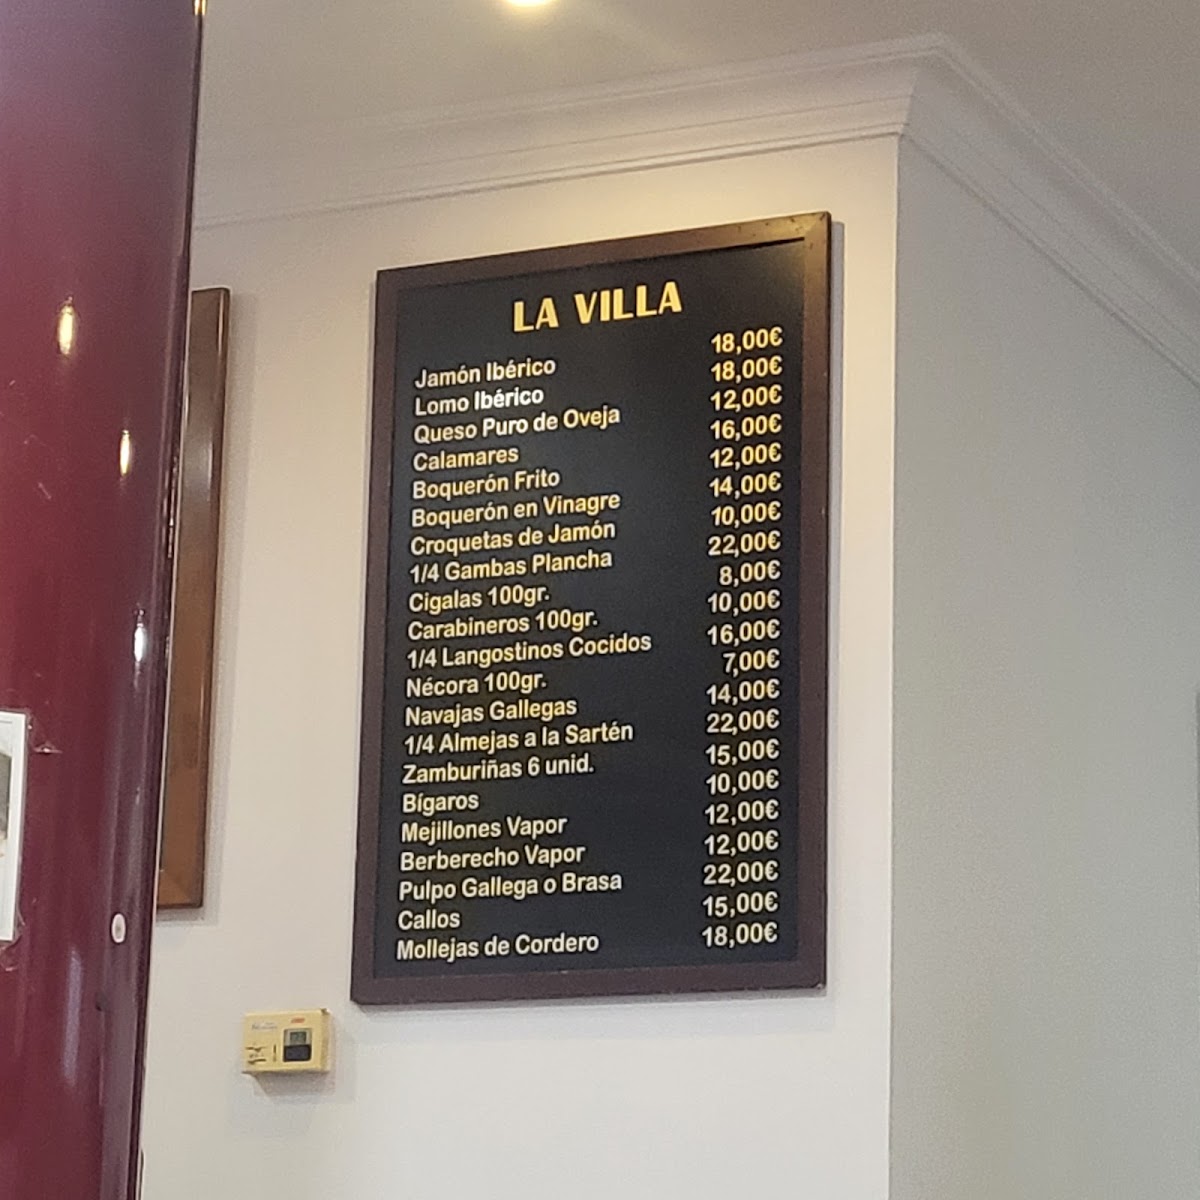 LA VILLA
Jamón Ibérico 18,00€
Lomo Ibérico 18,00€
Queso Puro de Oveja 12,00€
Calamares 16,00€
Boquerón Frito 12,00€
Boquerón en Vinagre 14,00€
Croquetas de Jamón 10,00€
1/4 Gambas Plancha 22,00€
Cigalas 100gr. 8,00€
Carabineros 100gr. 10,00€
1/4 Langostinos Cocidos 16,00€
Nécora 100gr. 7,00€
Navajas Gallegas 14,00€
1/4 Almejas a la Sartén 22,00€
Zamburiñas 6 unid. 15,00€
Bígaros 10,00€
Mejillones Vapor 12,00€
Berberecho Vapor 12,00€
Pulpo Gallega o Brasa 22,00€
Callos 15,00€
Mollejas de Cordero 18,00€